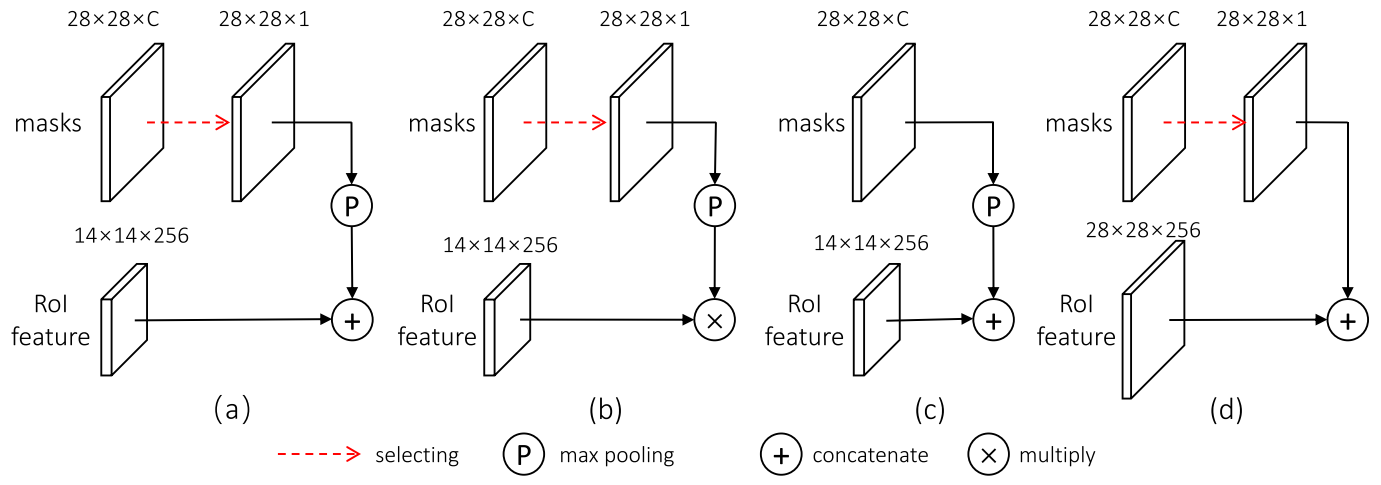 28×28×C 28×28×1 28×28×C 28×28×1 28×28×C 28×28×C 28×28×1
masks masks masks masks
P P P
14×14×256 14×14×256 14×14×256 28×28×256
RoI RoI RoI RoI
feature feature feature feature
+ × + +
(a) (b) (c) (d)
selecting P max pooling + concatenate × multiply